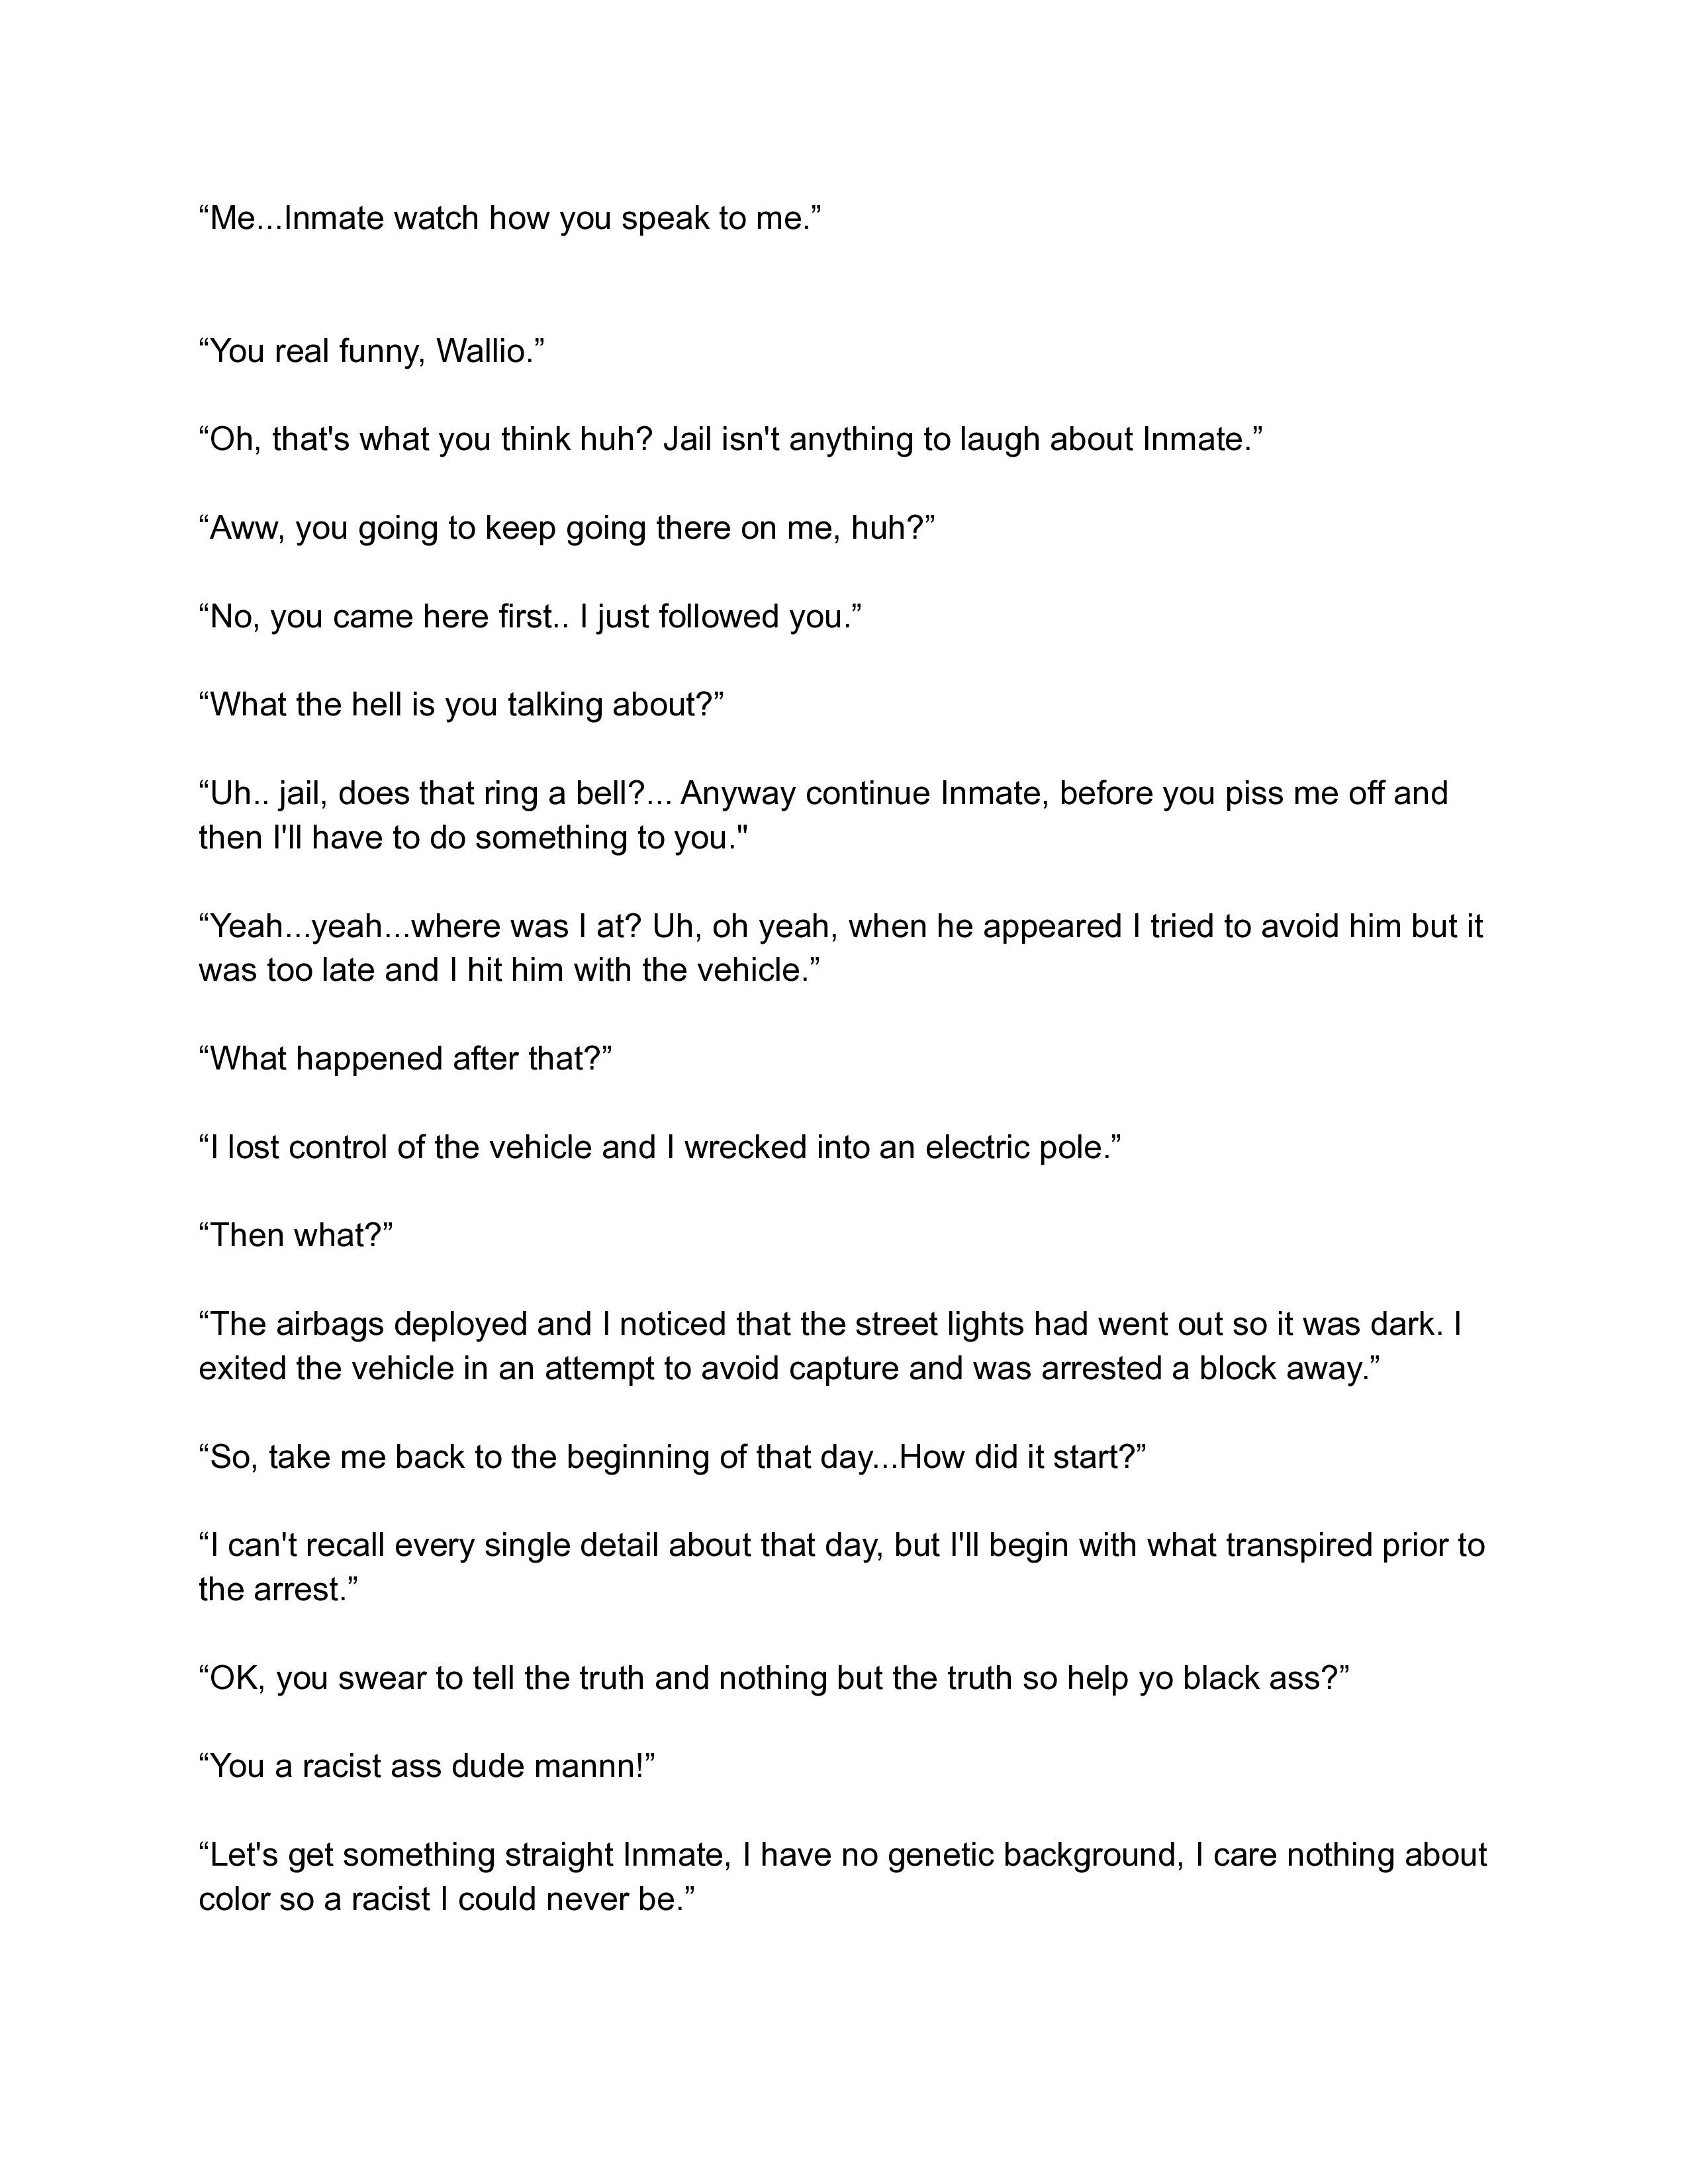 “Me...Inmate watch how you speak to me.”
“You real funny, Wallio.”
“Oh, that's what you think huh? Jail isn't anything to laugh about Inmate.”
“Aww, you going to keep going there on me, huh?”
“No, you came here first.. I just followed you.”
“What the hell is you talking about?”
“Uh.. jail, does that ring a bell?... Anyway continue Inmate, before you piss me off and
then I'll have to do something to you."
“Yeah...yeah...where was I at? Uh, oh yeah, when he appeared I tried to avoid him but it
was too late and I hit him with the vehicle.”
“What happened after that?”
“I lost control of the vehicle and I wrecked into an electric pole.”
“Then what?”
“The airbags deployed and I noticed that the street lights had went out so it was dark. I
exited the vehicle in an attempt to avoid capture and was arrested a block away.”
“So, take me back to the beginning of that day...How did it start?”
“I can't recall every single detail about that day, but I'll begin with what transpired prior to
the arrest.”
“OK, you swear to tell the truth and nothing but the truth so help yo black ass?”
“You a racist ass dude mannn!”
“Let's get something straight Inmate, I have no genetic background, I care nothing about
color so a racist I could never be.”